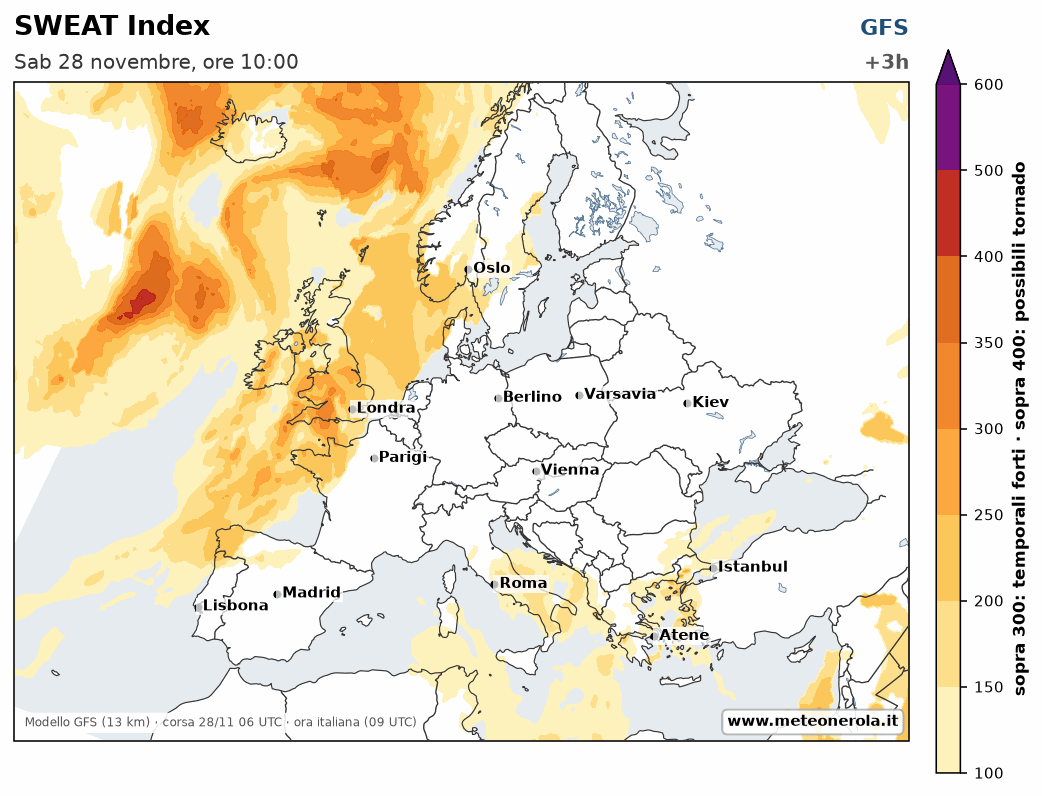 SWEAT Index
GFS
Sab 28 novembre, ore 10:00
+3h
600
500
400
350
300
250
200
150
100
sopra 300: temporali forti · sopra 400: possibili tornado
Oslo
Berlino
Varsavia
Kiev
Londra
Parigi
Vienna
Istanbul
Roma
Madrid
Lisbona
Atene
Modello GFS (13 km) · corsa 28/11 06 UTC · ora italiana (09 UTC)
www.meteonerola.it